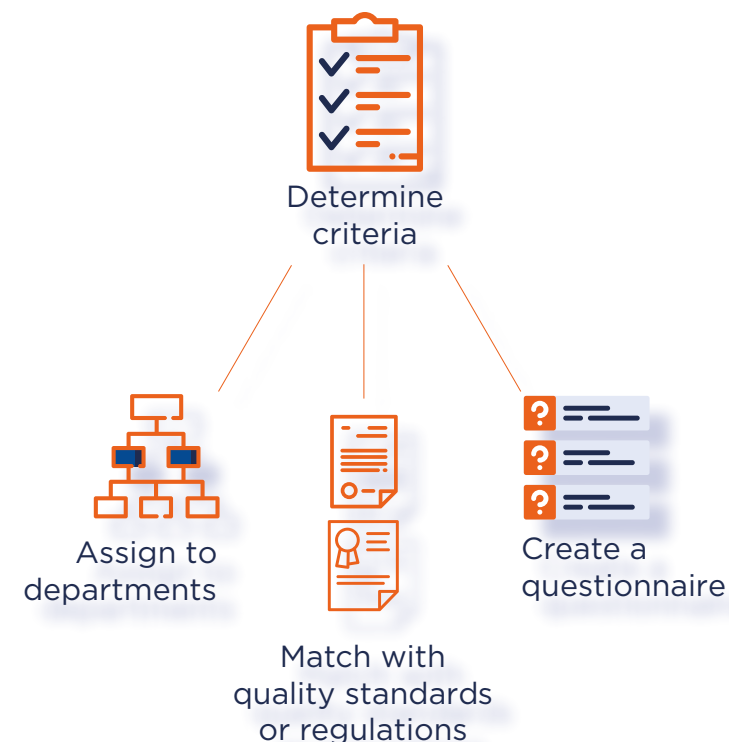 Determine
criteria
Assign to
departments
Match with
quality standards
or regulations
Create a
questionnaire